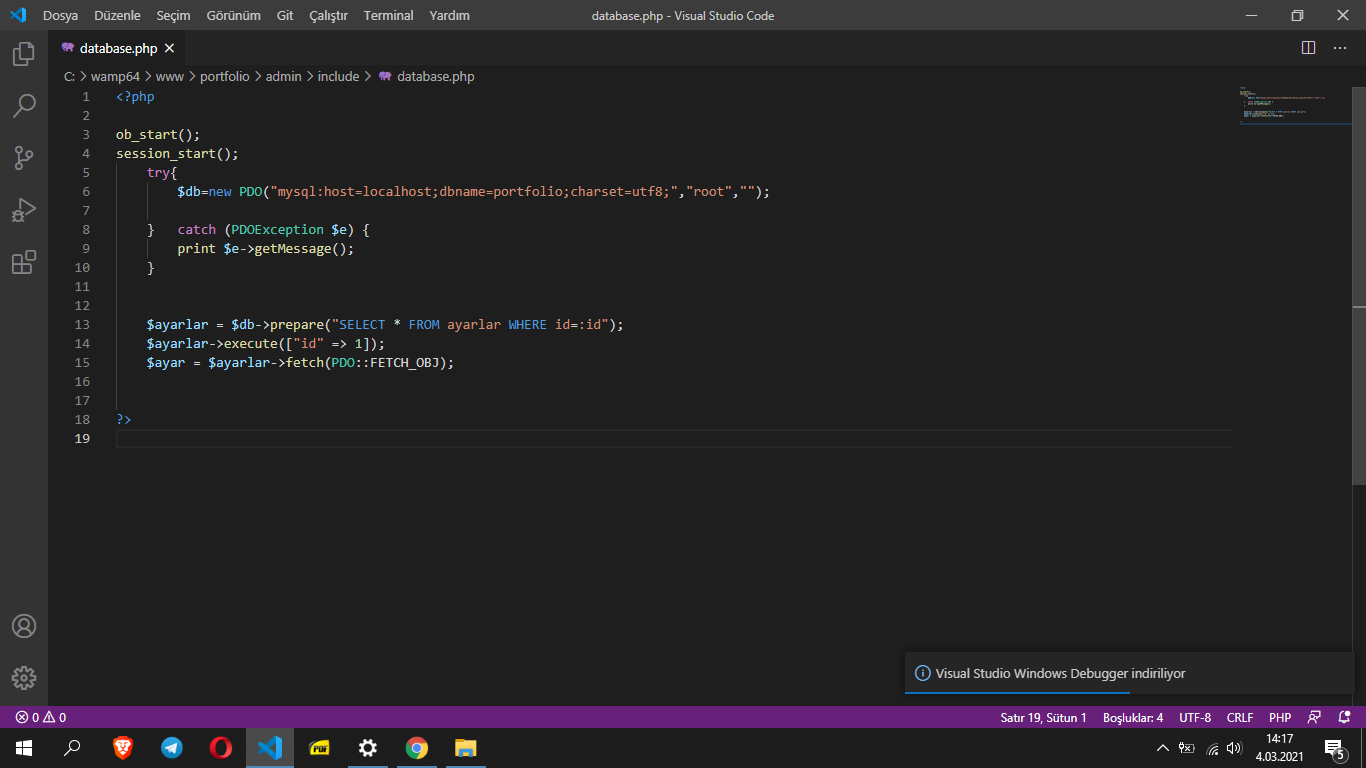 Dosya Düzenle Seçim Görünüm Git Çalıştır Terminal Yardım database.php - Visual Studio Code
database.php
C: > wamp64 > www > portfolio > admin > include > database.php
1 <?php
2
3 ob_start();
4 session_start();
5 try{
6 $db=new PDO("mysql:host=localhost;dbname=portfolio;charset=utf8;","root","");
7
8 } catch (PDOException $e) {
9 print $e->getMessage();
10 }
11
12
13 $ayarlar = $db->prepare("SELECT * FROM ayarlar WHERE id=:id");
14 $ayarlar->execute(["id" => 1]);
15 $ayar = $ayarlar->fetch(PDO::FETCH_OBJ);
16
17
18 ?>
19
Visual Studio Windows Debugger indiriliyor
0 0 Satır 19, Sütun 1 Boşluklar: 4 UTF-8 CRLF PHP
PDF
14:17
4.03.2021
5